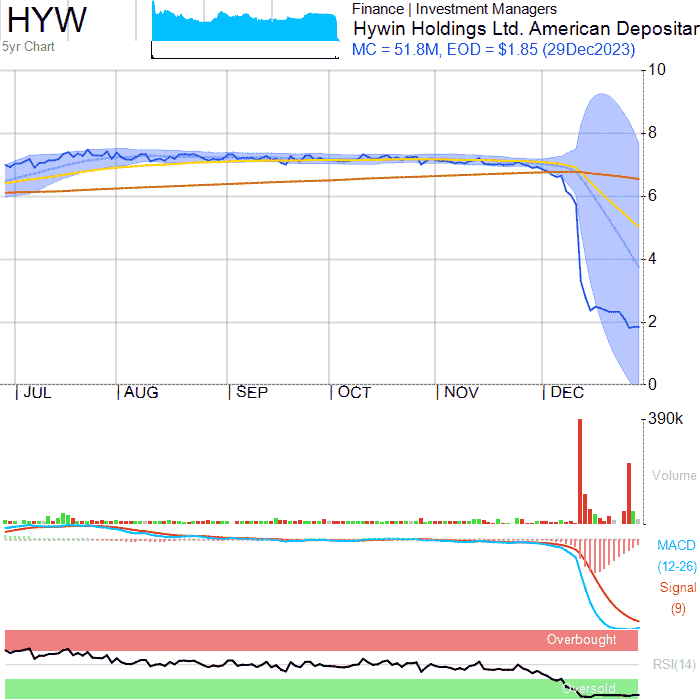 HYW
5yr Chart
Finance | Investment Managers
Hywin Holdings Ltd. American Depositar
MC = 51.8M, EOD = $1.85 (29Dec2023)
10
8
6
4
2
0
JUL AUG SEP OCT NOV DEC
390k
Volume
MACD
(12-26)
Signal
(9)
Overbought
RSI(14)
Oversold